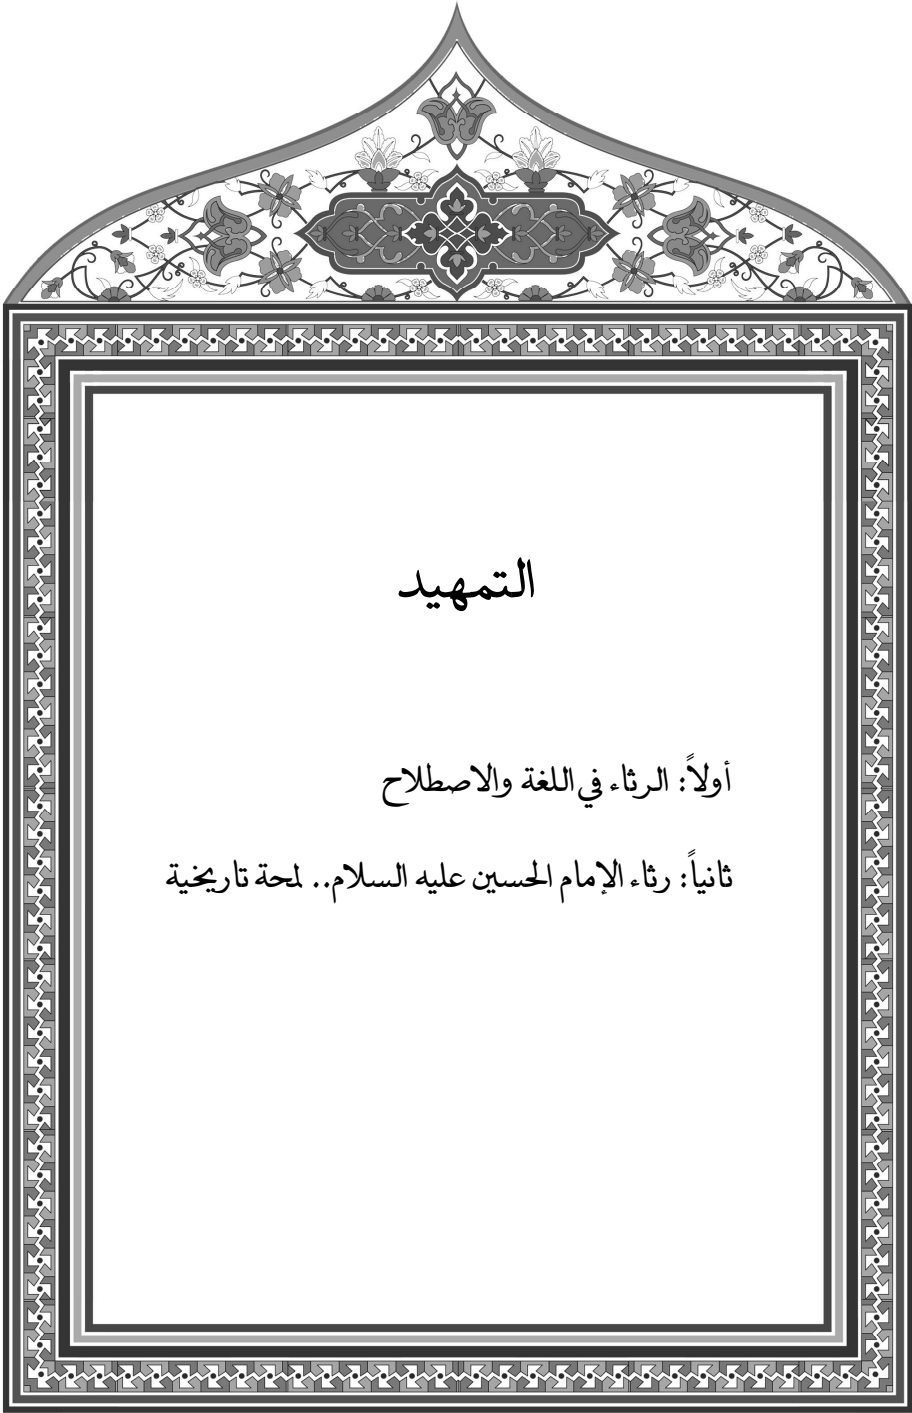 التمهيد
أولاً: الرثاء في اللغة والاصطلاح
ثانياً: رثاء الإمام الحسين عليه السلام.. لمحة تاريخية